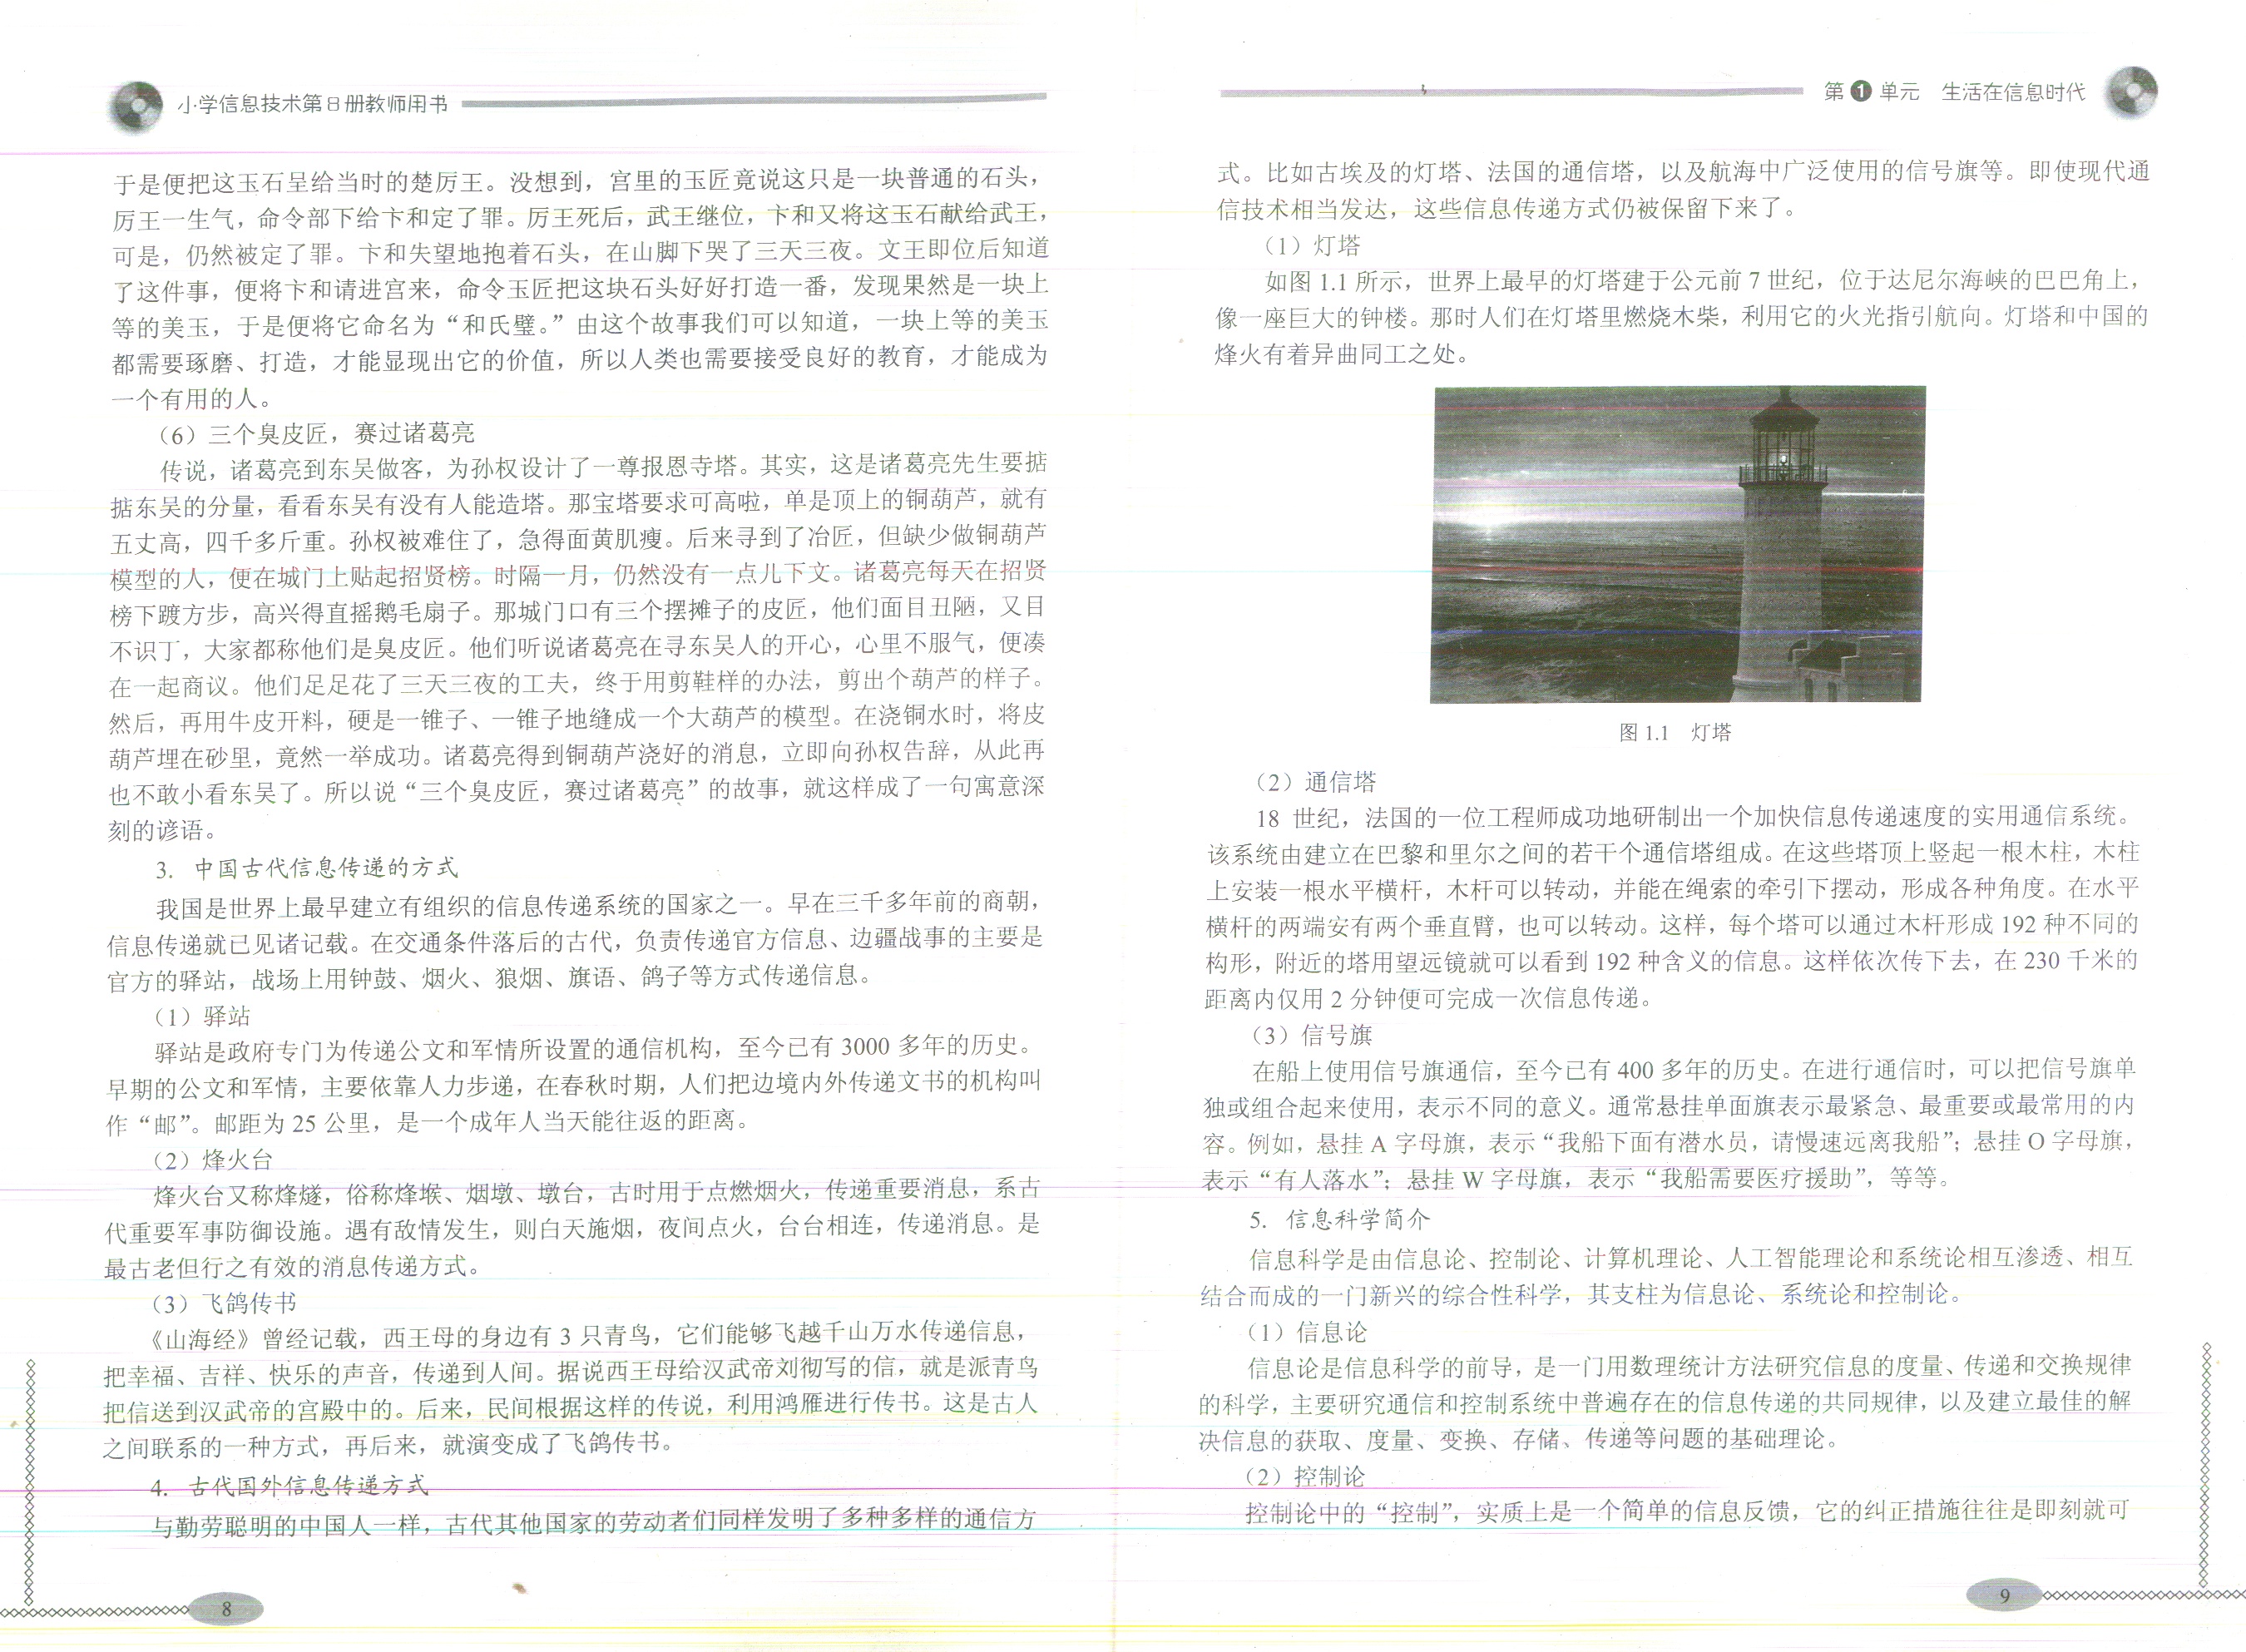 小学信息技术第8册教师用书
于是便把这玉石呈给当时的楚厉王。没想到，宫里的玉匠竟说这只是一块普通的石头，
厉王一生气，命令部下给卞和定了罪。厉王死后，武王继位，卞和又将这玉石献给武王，
可是，仍然被定了罪。卞和失望地抱着石头，在山脚下哭了三天三夜。文王即位后知道
了这件事，便将卞和请进宫来，命令玉匠把这块石头好好打造一番，发现果然是一块上
等的美玉，于是便将它命名为“和氏璧。”由这个故事我们可以知道，一块上等的美玉
都需要琢磨、打造，才能显现出它的价值，所以人类也需要接受良好的教育，才能成为
一个有用的人。
（6）三个臭皮匠，赛过诸葛亮
传说，诸葛亮到东吴做客，为孙权设计了一尊报恩寺塔。其实，这是诸葛亮先生要掂
掂东吴的分量，看看东吴有没有人能造塔。那宝塔要求可高啦，单是顶上的铜葫芦，就有
五丈高，四千多斤重。孙权被难住了，急得面黄肌瘦。后来寻到了冶匠，但缺少做铜葫芦
模型的人，便在城门上贴起招贤榜。时隔一月，仍然没有一点儿下文。诸葛亮每天在招贤
榜下踱方步，高兴得直摇鹅毛扇子。那城门口有三个摆摊子的皮匠，他们面目丑陋，又目
不识丁，大家都称他们是臭皮匠。他们听说诸葛亮在寻东吴人的开心，心里不服气，便凑
在一起商议。他们足足花了三天三夜的工夫，终于用剪鞋样的办法，剪出个葫芦的样子。
然后，再用牛皮开料，硬是一锥子、一锥子地缝成一个大葫芦的模型。在浇铜水时，将皮
葫芦埋在砂里，竟然一举成功。诸葛亮得到铜葫芦浇好的消息，立即向孙权告辞，从此再
也不敢小看东吴了。所以说“三个臭皮匠，赛过诸葛亮”的故事，就这样成了一句寓意深
刻的谚语。
3. 中国古代信息传递的方式
我国是世界上最早建立有组织的信息传递系统的国家之一。早在三千多年前的商朝，
信息传递就已见诸记载。在交通条件落后的古代，负责传递官方信息、边疆战事的主要是
官方的驿站，战场上用钟鼓、烟火、狼烟、旗语、鸽子等方式传递信息。
（1）驿站
驿站是政府专门为传递公文和军情所设置的通信机构，至今已有 3000 多年的历史。
早期的公文和军情，主要依靠人力步递，在春秋时期，人们把边境内外传递文书的机构叫
作“邮”。邮距为 25 公里，是一个成年人当天能往返的距离。
（2）烽火台
烽火台又称烽燧，俗称烽堠、烟墩、墩台，古时用于点燃烟火，传递重要消息，系古
代重要军事防御设施。遇有敌情发生，则白天施烟，夜间点火，台台相连，传递消息。是
最古老但行之有效的消息传递方式。
（3）飞鸽传书
《山海经》曾经记载，西王母的身边有 3 只青鸟，它们能够飞越千山万水传递信息，
把幸福、吉祥、快乐的声音，传递到人间。据说西王母给汉武帝刘彻写的信，就是派青鸟
把信送到汉武帝的宫殿中的。后来，民间根据这样的传说，利用鸿雁进行传书。这是古人
之间联系的一种方式，再后来，就演变成了飞鸽传书。
4. 古代国外信息传递方式
与勤劳聪明的中国人一样，古代其他国家的劳动者们同样发明了多种多样的通信方
8
第1单元 生活在信息时代
式。比如古埃及的灯塔、法国的通信塔，以及航海中广泛使用的信号旗等。即使现代通
信技术相当发达，这些信息传递方式仍被保留下来了。
（1）灯塔
如图 1.1 所示，世界上最早的灯塔建于公元前 7 世纪，位于达尼尔海峡的巴巴角上，
像一座巨大的钟楼。那时人们在灯塔里燃烧木柴，利用它的火光指引航向。灯塔和中国的
烽火有着异曲同工之处。
图 1.1 灯塔
（2）通信塔
18 世纪，法国的一位工程师成功地研制出一个加快信息传递速度的实用通信系统。
该系统由建立在巴黎和里尔之间的若干个通信塔组成。在这些塔顶上竖起一根木柱，木柱
上安装一根水平横杆，木杆可以转动，并能在绳索的牵引下摆动，形成各种角度。在水平
横杆的两端安有两个垂直臂，也可以转动。这样，每个塔可以通过木杆形成 192 种不同的
构形，附近的塔用望远镜就可以看到 192 种含义的信息。这样依次传下去，在 230 千米的
距离内仅用 2 分钟便可完成一次信息传递。
（3）信号旗
在船上使用信号旗通信，至今已有 400 多年的历史。在进行通信时，可以把信号旗单
独或组合起来使用，表示不同的意义。通常悬挂单面旗表示最紧急、最重要或最常用的内
容。例如，悬挂 A 字母旗，表示“我船下面有潜水员，请慢速远离我船”；悬挂 O 字母旗，
表示“有人落水”；悬挂 W 字母旗，表示“我船需要医疗援助”，等等。
5. 信息科学简介
信息科学是由信息论、控制论、计算机理论、人工智能理论和系统论相互渗透、相互
结合而成的一门新兴的综合性科学，其支柱为信息论、系统论和控制论。
（1）信息论
信息论是信息科学的前导，是一门用数理统计方法研究信息的度量、传递和交换规律
的科学，主要研究通信和控制系统中普遍存在的信息传递的共同规律，以及建立最佳的解
决信息的获取、度量、变换、存储、传递等问题的基础理论。
（2）控制论
控制论中的“控制”，实质上是一个简单的信息反馈，它的纠正措施往往是即刻就可
9